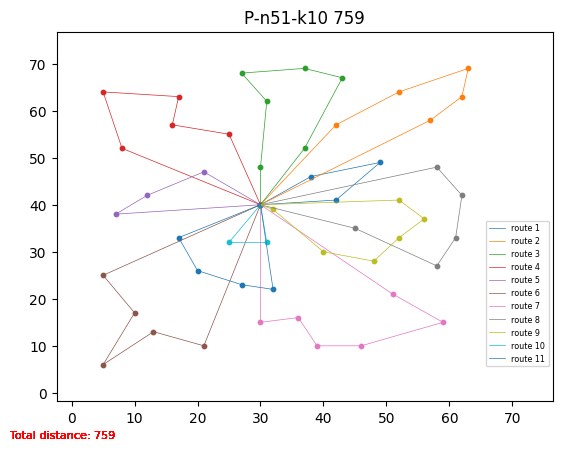 P-n51-k10 759
70
60
50
40
30
20
10
0
0 10 20 30 40 50 60 70
route 1
route 2
route 3
route 4
route 5
route 6
route 7
route 8
route 9
route 10
route 11
Total distance: 759